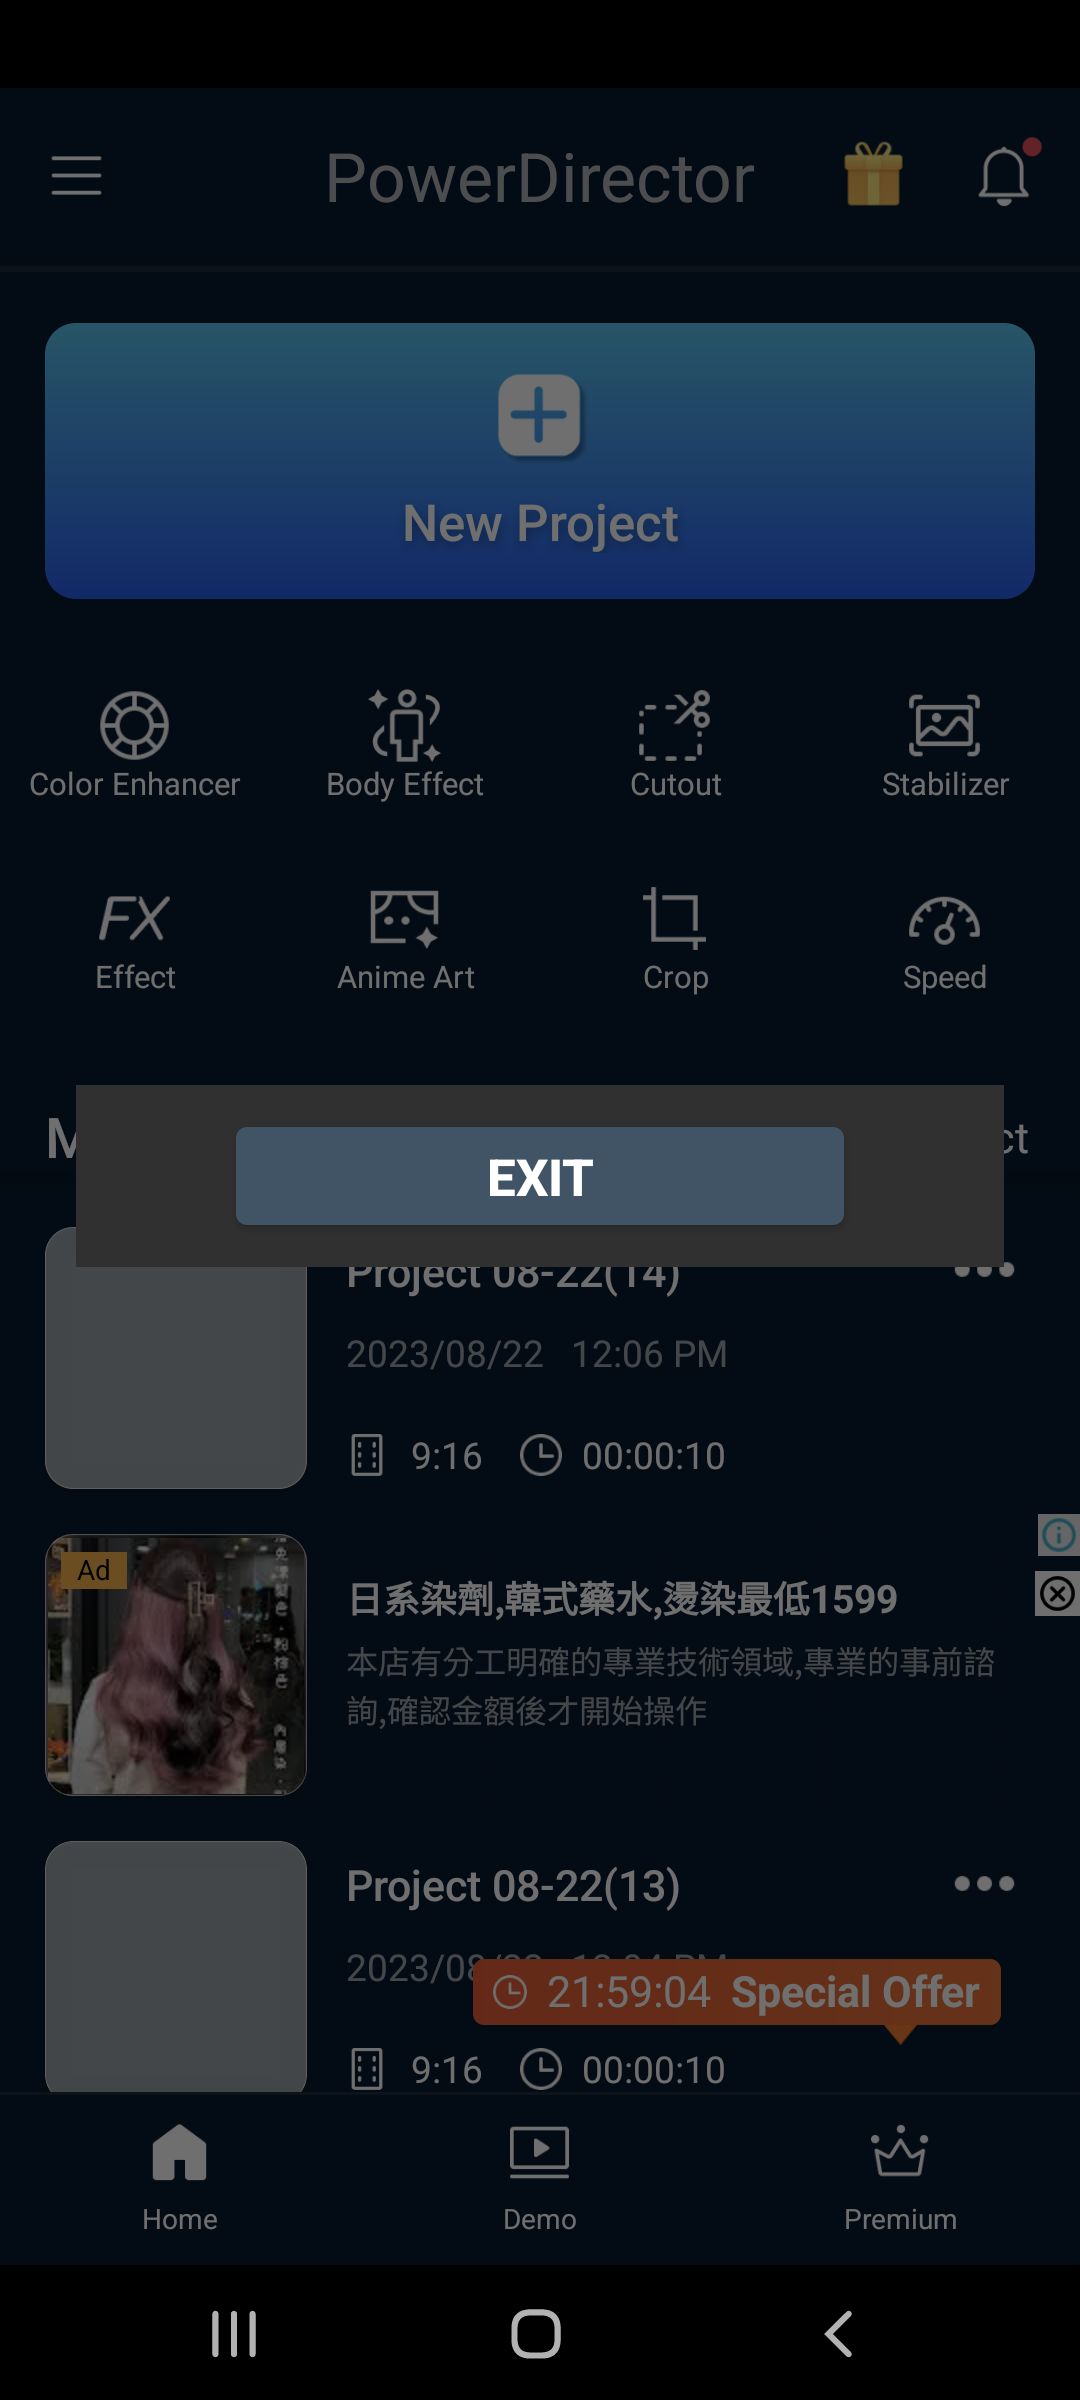 PowerDirector
New Project
Color Enhancer
Body Effect
Cutout
Stabilizer
FX
Effect
Anime Art
Crop
Speed
EXIT
Project 08-22(14)
2023/08/22 12:06 PM
9:16 00:00:10
Ad
日系染劑,韓式藥水,燙染最低1599
本店有分工明確的專業技術領域,專業的事前諮
詢,確認金額後才開始操作
Project 08-22(13)
21:59:04 Special Offer
9:16 00:00:10
Home
Demo
Premium